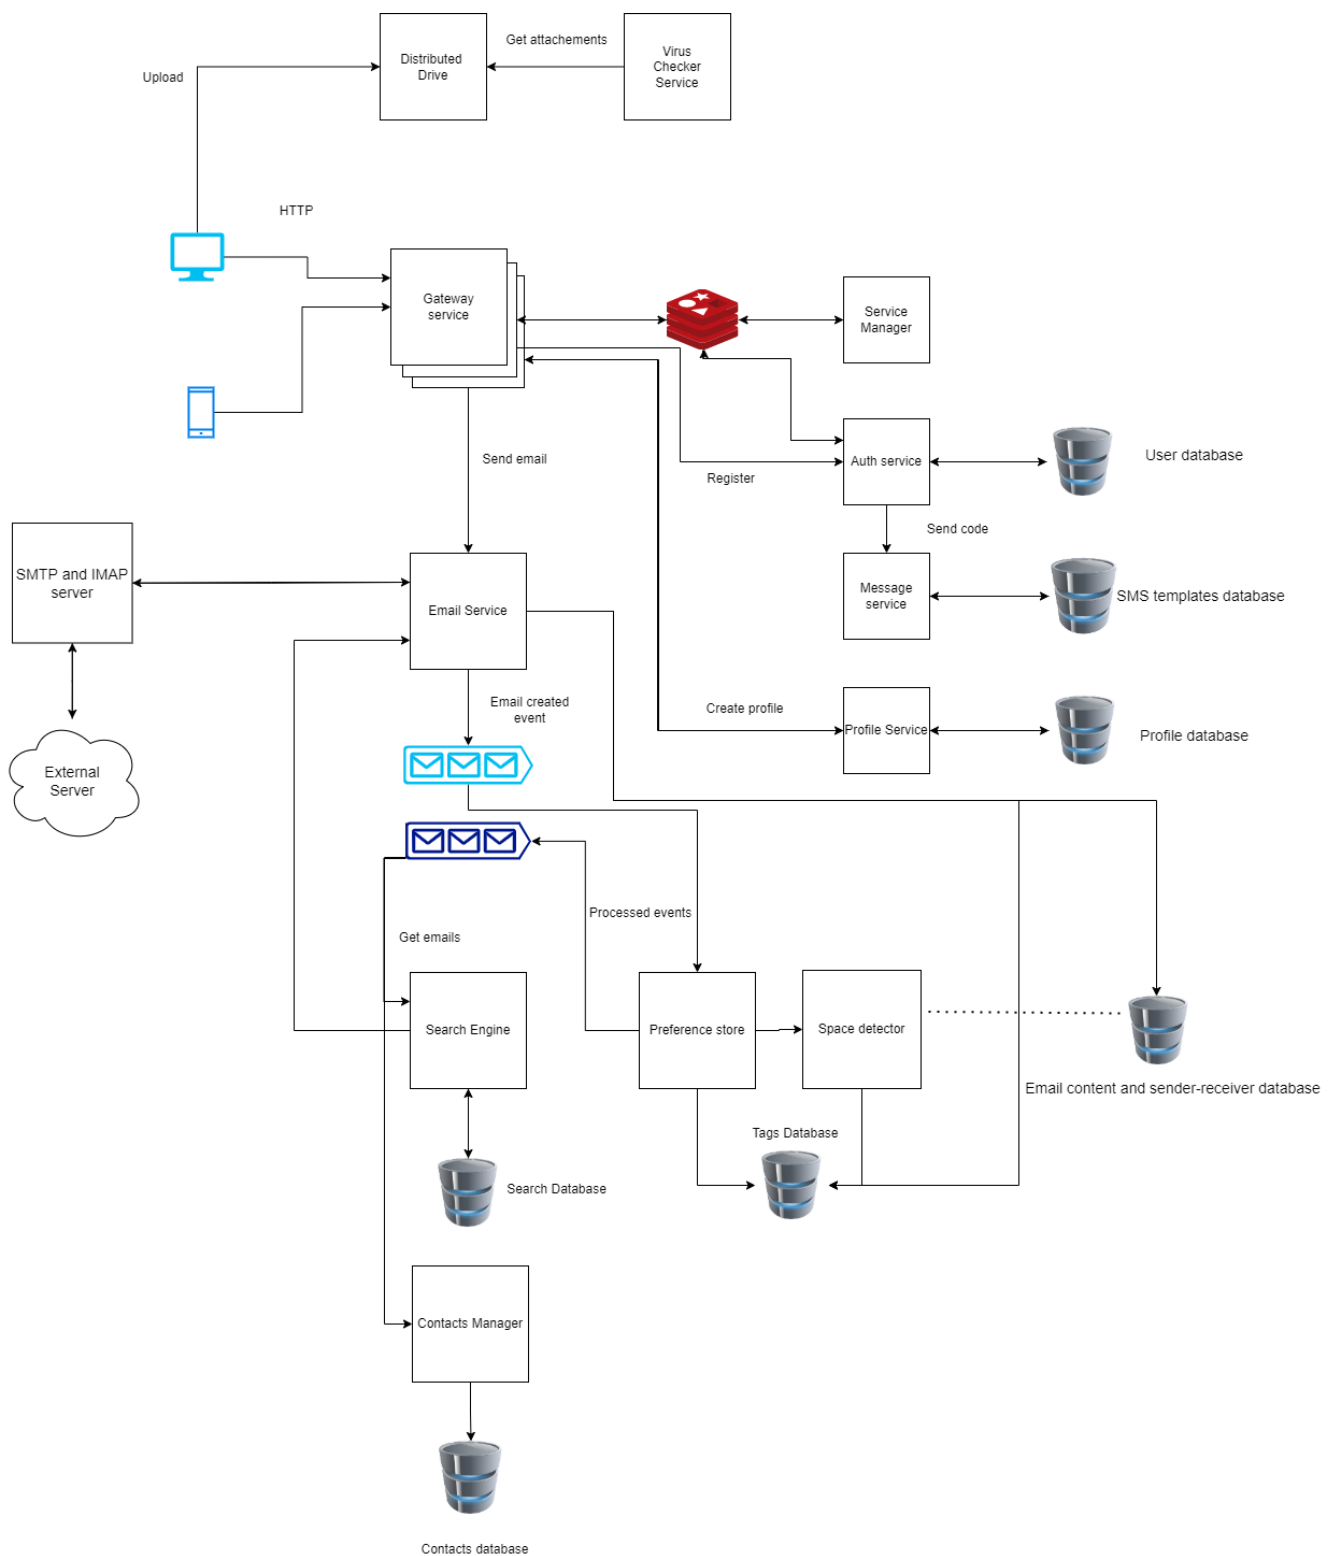 Distributed
Drive
Get attachements
Virus
Checker
Service
Upload
HTTP
Gateway
service
Service
Manager
Send email
Register
Auth service
User database
Send code
SMTP and IMAP
server
Email Service
Message
service
SMS templates database
Email created
event
Create profile
Profile Service
Profile database
External
Server
Processed events
Get emails
Search Engine
Preference store
Space detector
Email content and sender-receiver database
Tags Database
Search Database
Contacts Manager
Contacts database